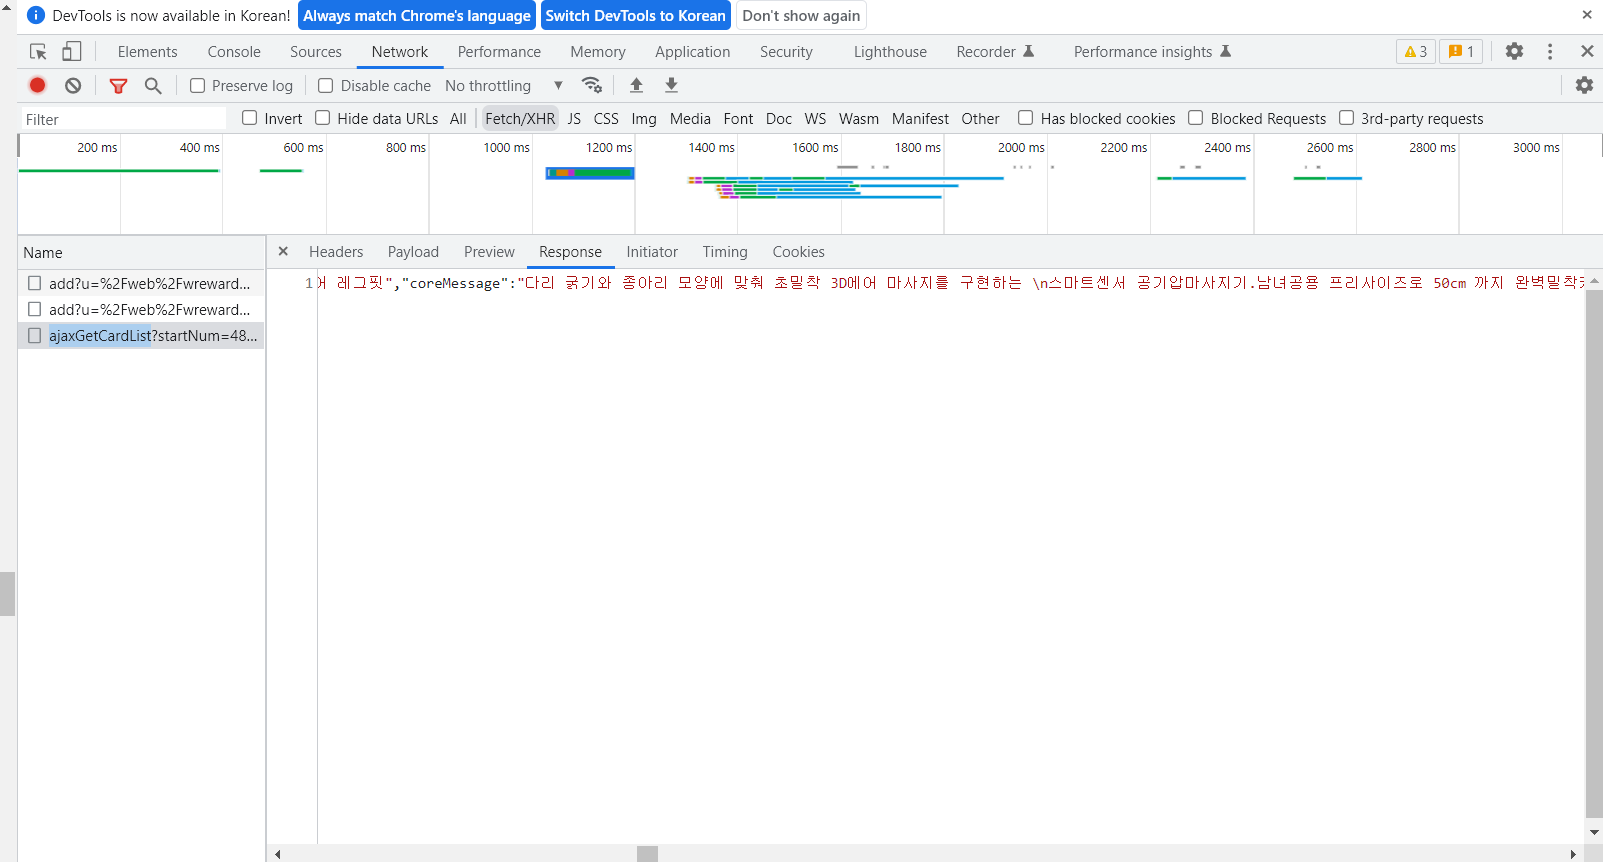 DevTools is now available in Korean! Always match Chrome's language Switch DevTools to Korean Don't show again
Elements Console Sources Network Performance Memory Application Security Lighthouse Recorder Performance insights 3 1
Preserve log Disable cache No throttling
Filter Invert Hide data URLs All Fetch/XHR JS CSS Img Media Font Doc WS Wasm Manifest Other Has blocked cookies Blocked Requests 3rd-party requests
200 ms 400 ms 600 ms 800 ms 1000 ms 1200 ms 1400 ms 1600 ms 1800 ms 2000 ms 2200 ms 2400 ms 2600 ms 2800 ms 3000 ms
Name Headers Payload Preview Response Initiator Timing Cookies
add?u=%2Fweb%2Fwreward...
add?u=%2Fweb%2Fwreward...
ajaxGetCardList?startNum=48...
1 레그핏","coreMessage":"다리 굵기와 종아리 모양에 맞춰 초밀착 3D에어 마사지를 구현하는 \n스마트센서 공기압마사지기.남녀공용 프리사이즈로 50cm 까지 완벽밀착